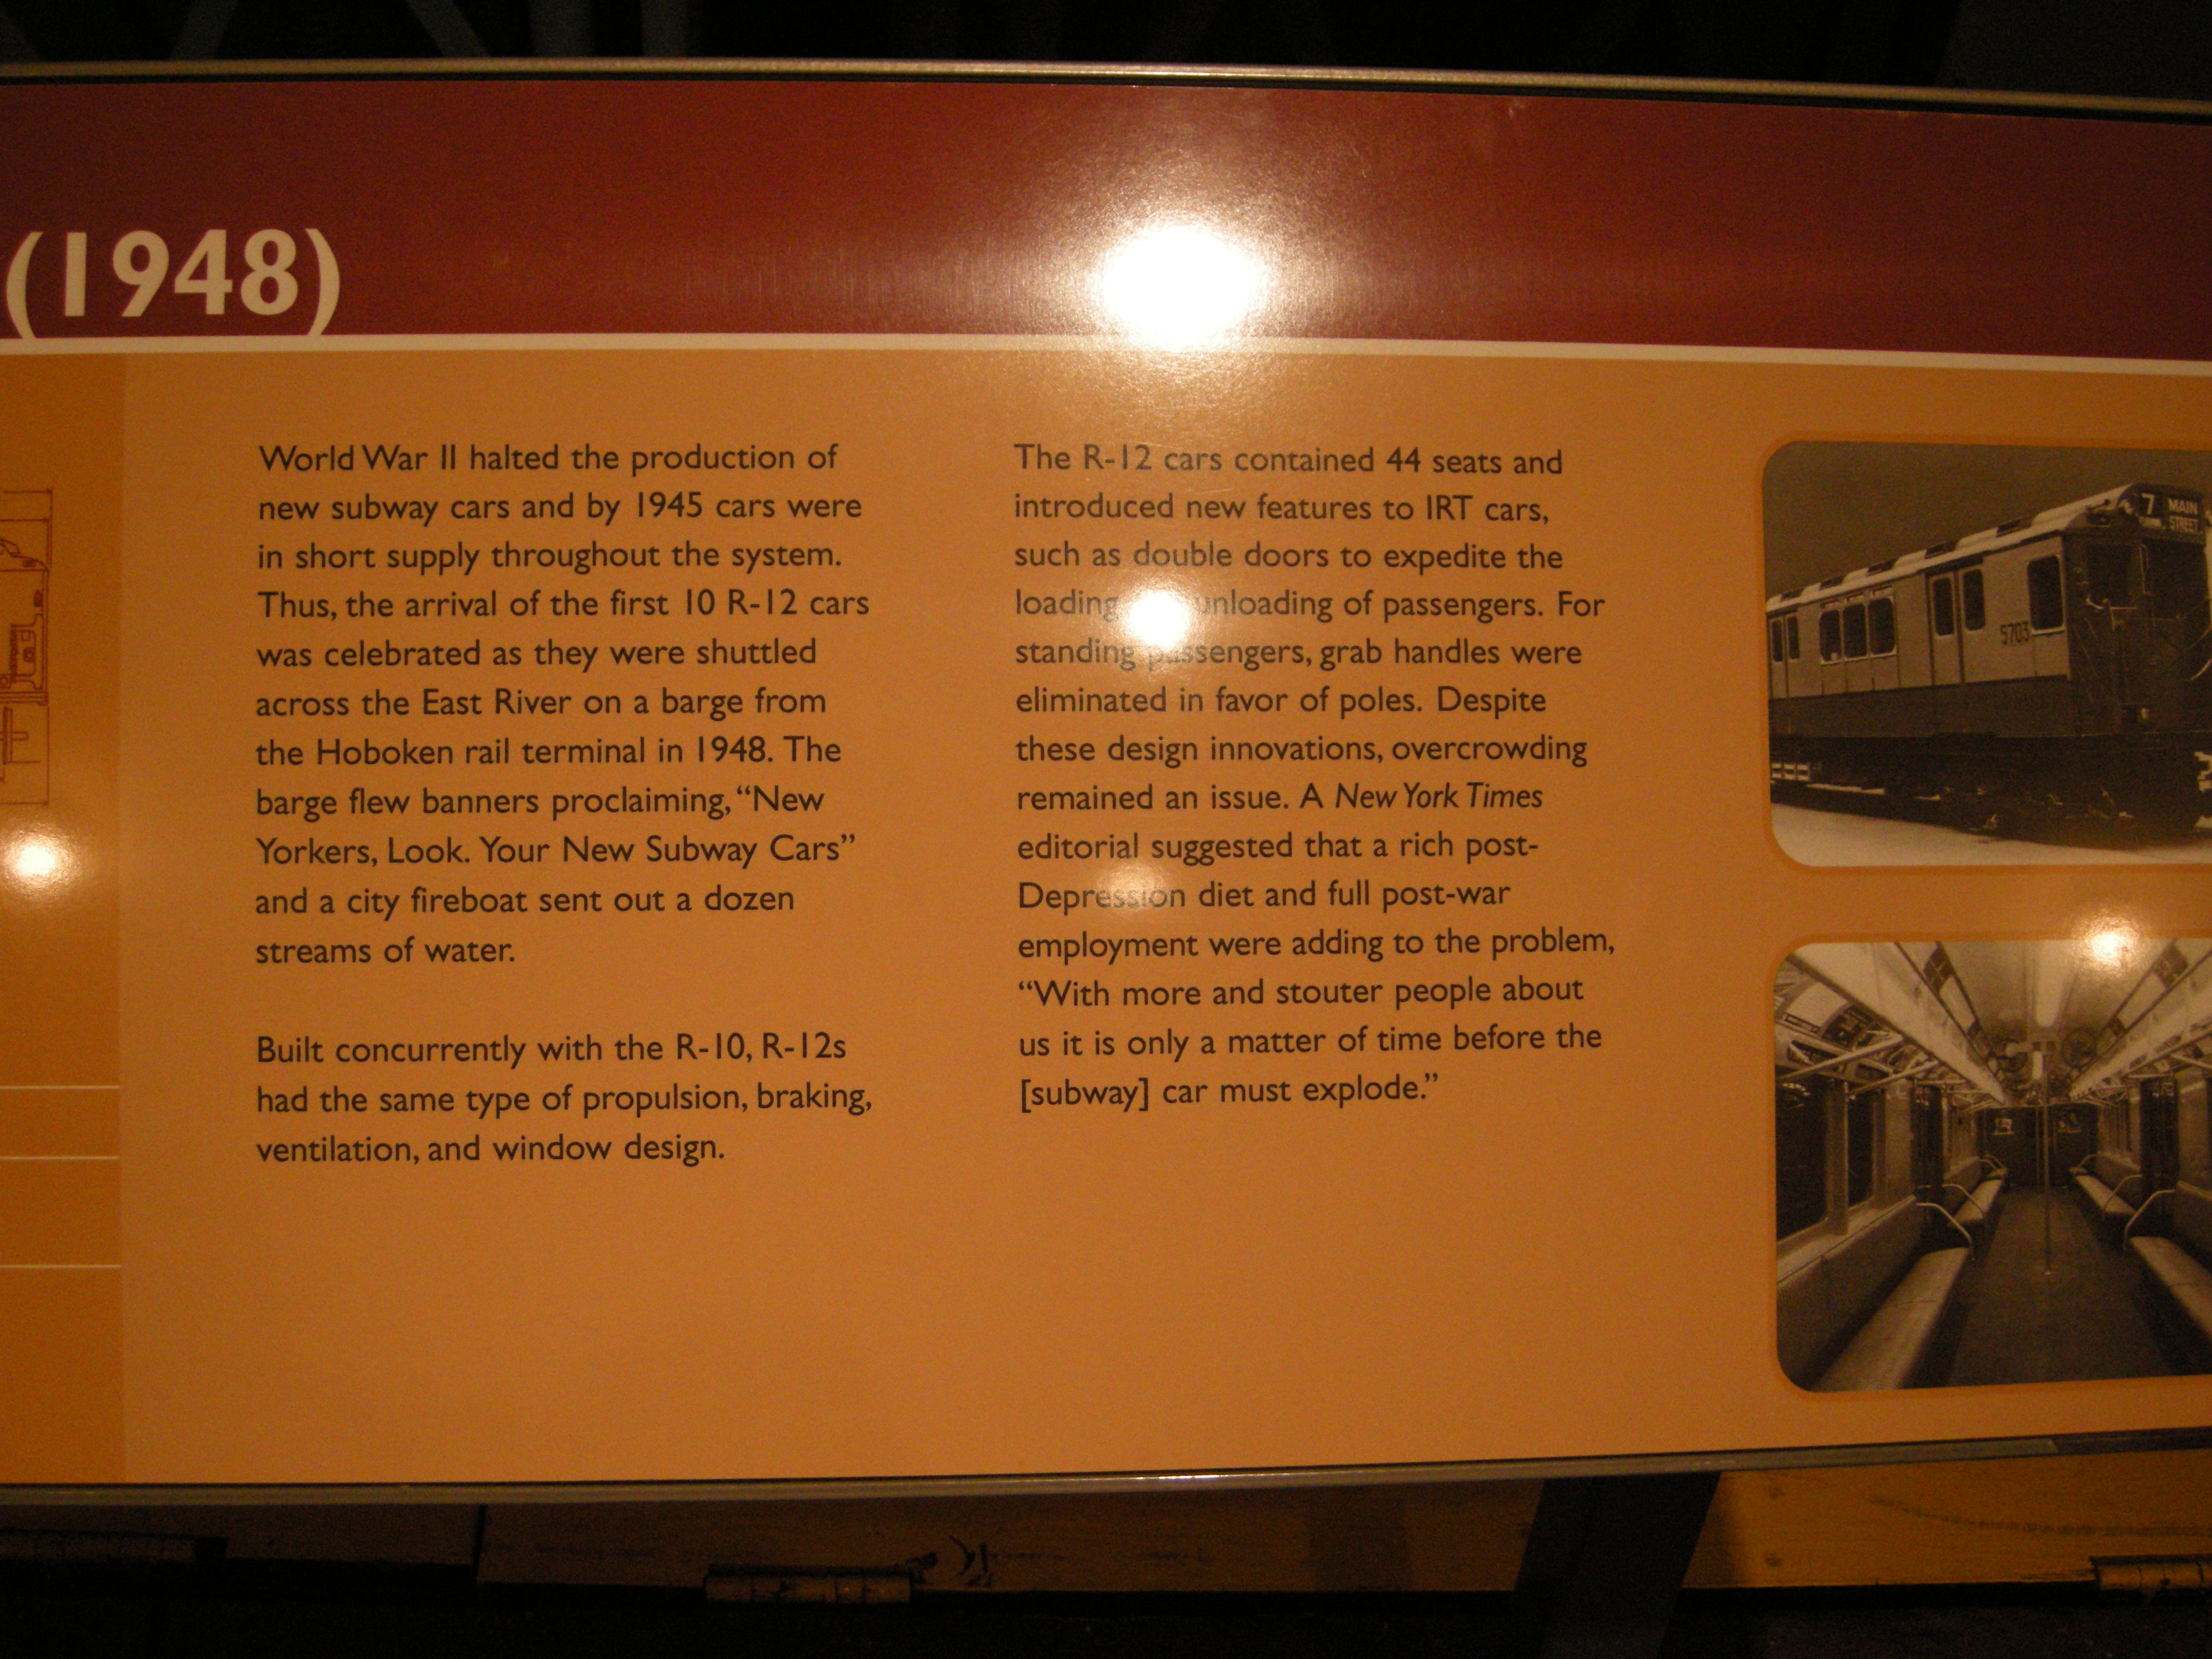 (1948)
World War II halted the production of
new subway cars and by 1945 cars were
in short supply throughout the system.
Thus, the arrival of the first 10 R-12 cars
was celebrated as they were shuttled
across the East River on a barge from
the Hoboken rail terminal in 1948. The
barge flew banners proclaiming, “New
Yorkers, Look. Your New Subway Cars”
and a city fireboat sent out a dozen
streams of water.
Built concurrently with the R-10, R-12s
had the same type of propulsion, braking,
ventilation, and window design.
The R-12 cars contained 44 seats and
introduced new features to IRT cars,
such as double doors to expedite the
loading unloading of passengers. For
standing passengers, grab handles were
eliminated in favor of poles. Despite
these design innovations, overcrowding
remained an issue. A New York Times
editorial suggested that a rich post-
Depression diet and full post-war
employment were adding to the problem,
“With more and stouter people about
us it is only a matter of time before the
[subway] car must explode.”
7 MAIN
STREET
5703